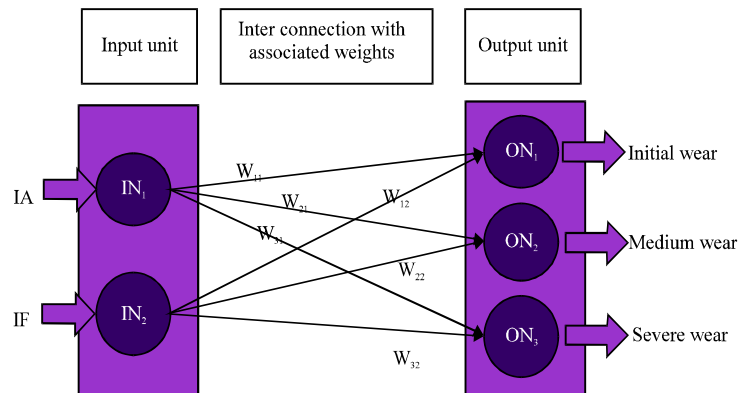 Input unit
Inter connection with
associated weights
Output unit
IA
IN₁
W₁₁
W₂₁
W₃₁
W₁₂
ON₁
Initial wear
ON₂
Medium wear
IF
IN₂
W₂₂
W₃₂
ON₃
Severe wear